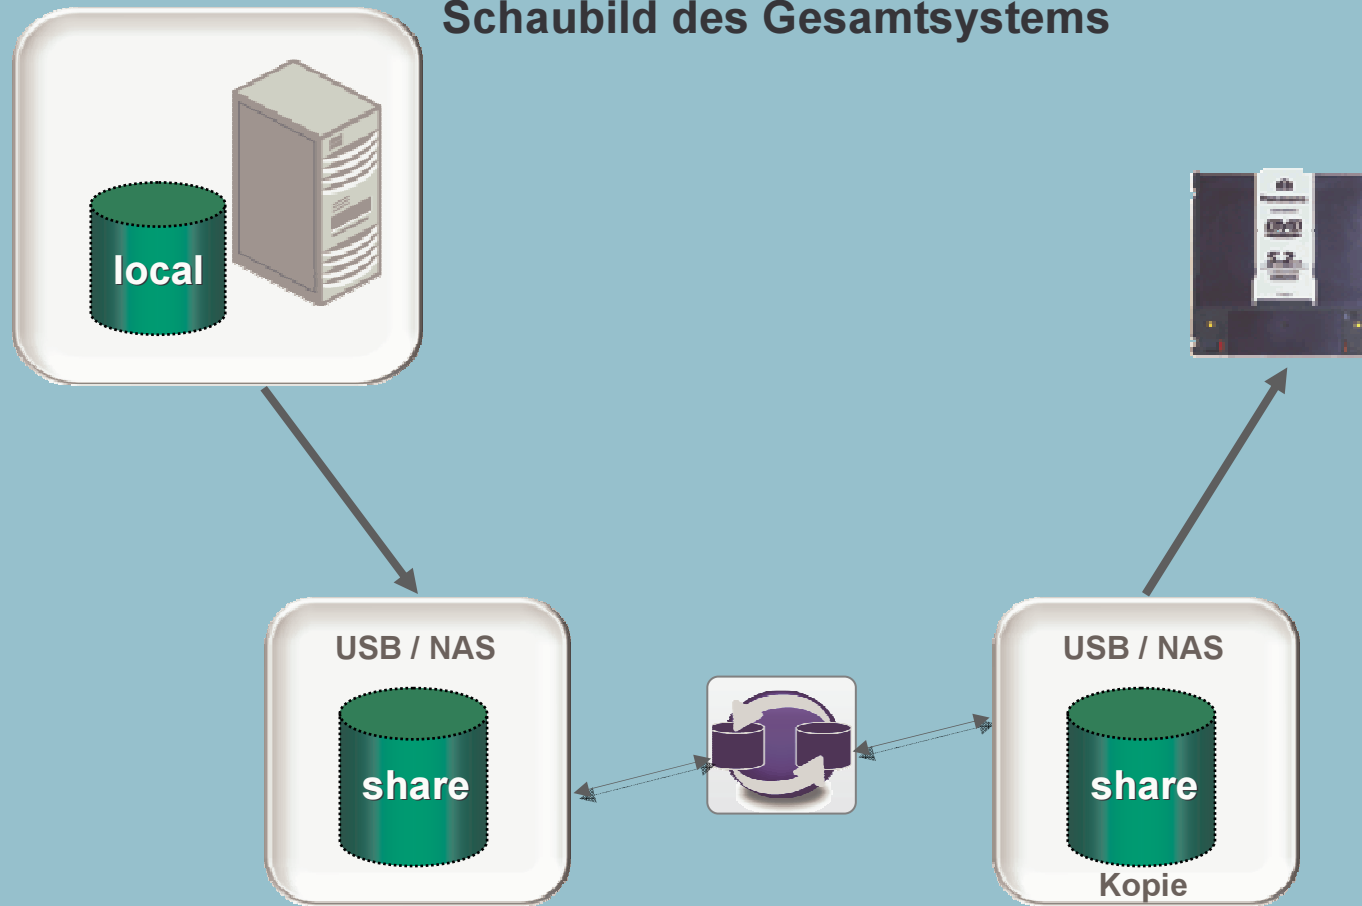 Schaubild des Gesamtsystems
local
USB / NAS
share
USB / NAS
share
Kopie